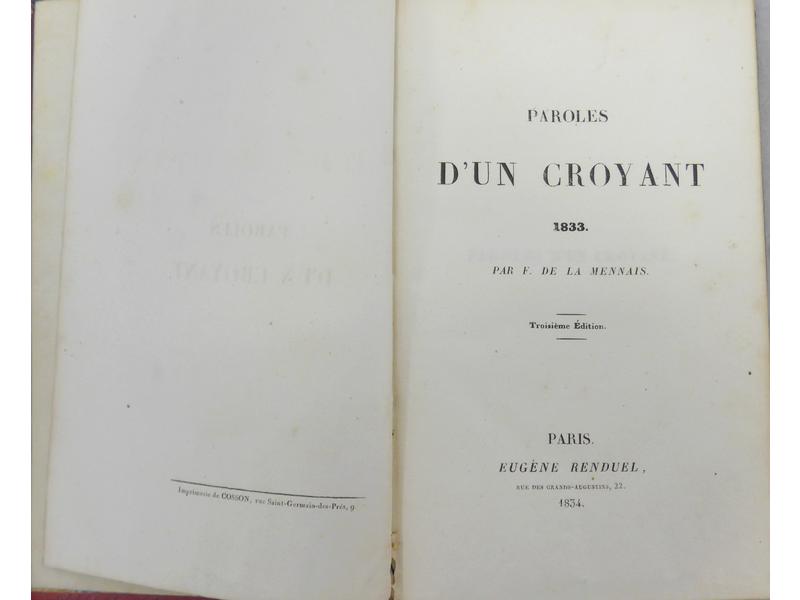 Imprimerie de COSSON, rue Saint-Germain-des-Prés, 9.
PAROLES
D'UN CROYANT
1833.
PAR F. DE LA MENNAIS.
Troisième Édition.
PARIS.
EUGÈNE RENDUEL,
RUE DES GRANDS-AUGUSTINS, 22.
1834.